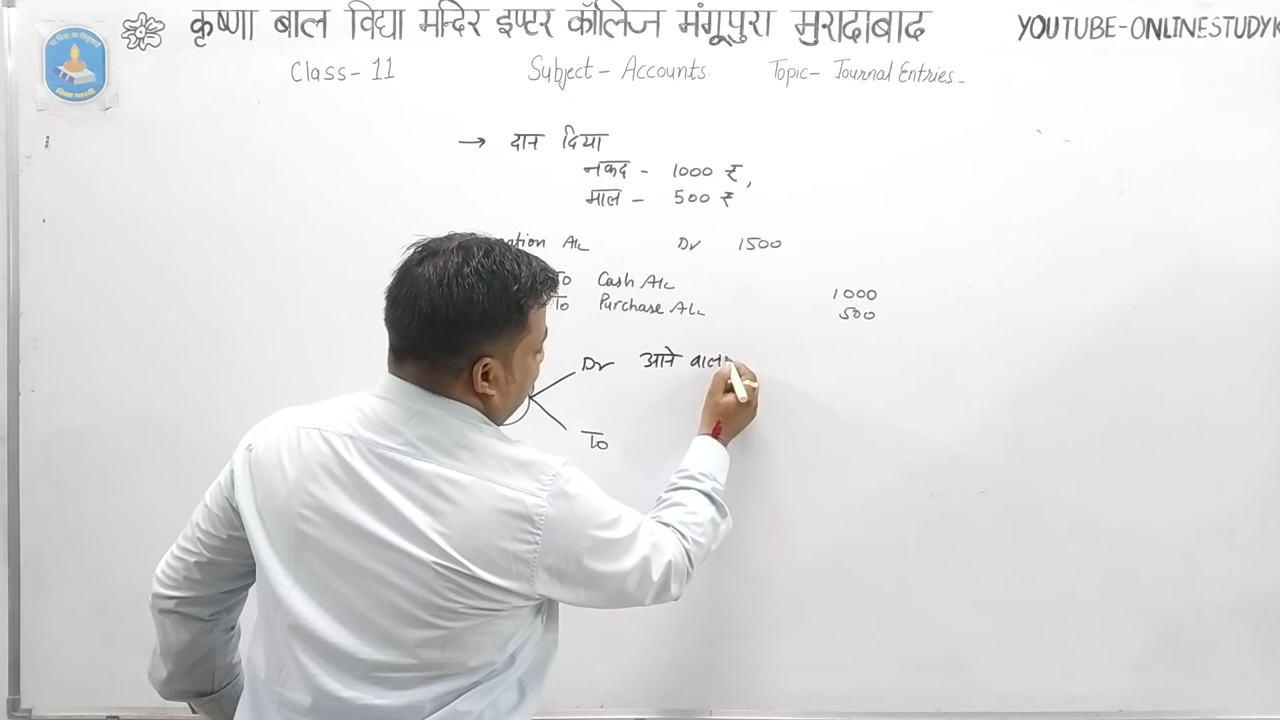 कृष्णा बाल विद्या मन्दिर इण्टर कॉलिज मंगूपुरा मुरादाबाद
YOUTUBE-ONLINESTUDYK
Class-11 Subject-Accounts. Topic-Journal Entries-
→ दान दिया
नकद - 1000 ₹,
माल - 500 ₹
ation A/c Dr 1500
To Cash A/c 1000
To Purchase A/c 500
Dr आने वाल
To